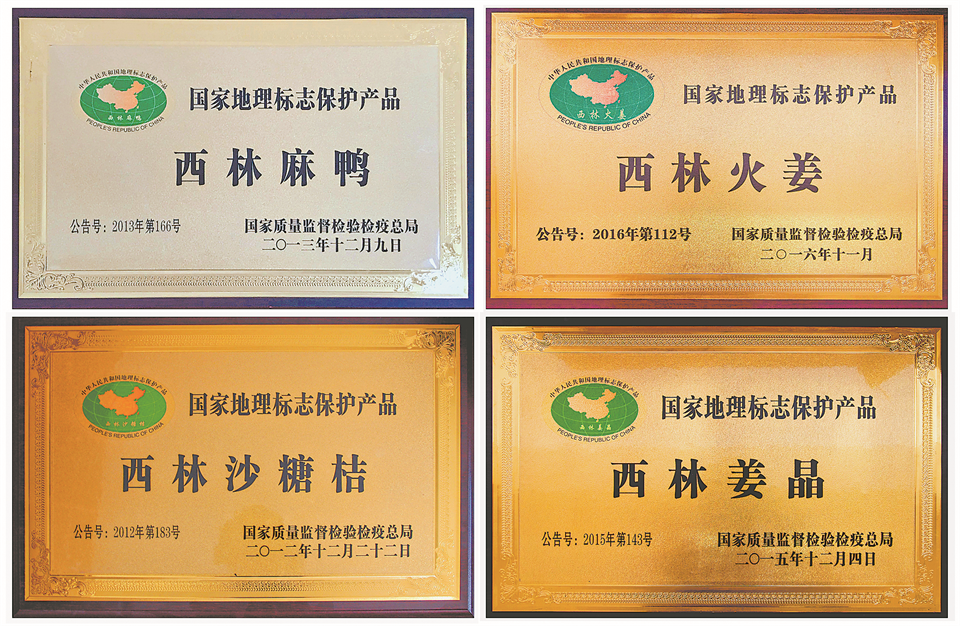 中华人民共和国地理标志保护产品
西林麻鸭
PEOPLE'S REPUBLIC OF CHINA
国家地理标志保护产品
西林麻鸭
公告号：2013年第166号
国家质量监督检验检疫总局
二〇一三年十二月九日
中华人民共和国地理标志保护产品
西林火姜
PEOPLE'S REPUBLIC OF CHINA
国家地理标志保护产品
西林火姜
公告号：2016年第112号
国家质量监督检验检疫总局
二〇一六年十一月
中华人民共和国地理标志保护产品
西林沙糖桔
PEOPLE'S REPUBLIC OF CHINA
国家地理标志保护产品
西林沙糖桔
公告号：2012年第183号
国家质量监督检验检疫总局
二〇一二年十二月二十二日
中华人民共和国地理标志保护产品
西林姜晶
PEOPLE'S REPUBLIC OF CHINA
国家地理标志保护产品
西林姜晶
公告号：2015年第143号
国家质量监督检验检疫总局
二〇一五年十二月四日